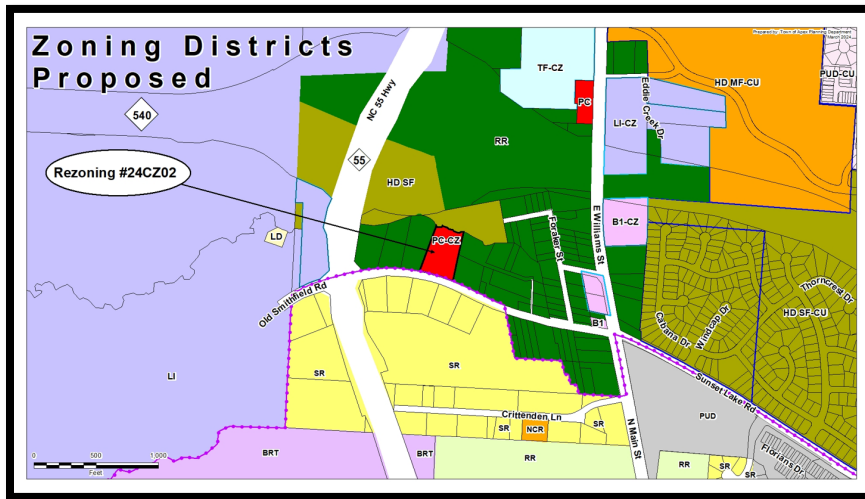 Zoning Districts
Proposed
Prepared by: Town of Apex Planning Department
March 2024
540
NC 55 Hwy
TF-CZ
PC
Eddie Creek Dr
HD MF-CU
PUD-CU
LI-CZ
55
RR
Rezoning #24CZ02
HD SF
E Williams St
B1-CZ
LD
PC-CZ
Foraker St
Old Smithfield Rd
B1
Cabana Dr
Windcap Dr
Thorncrest Dr
HD SF-CU
LI
SR
SR
Sunset Lake Rd
Crittenden Ln
SR
NCR
SR
N Main St
PUD
BRT
BRT
RR
RR
SR
SR
Florians Dr
0 500 1,000
Feet